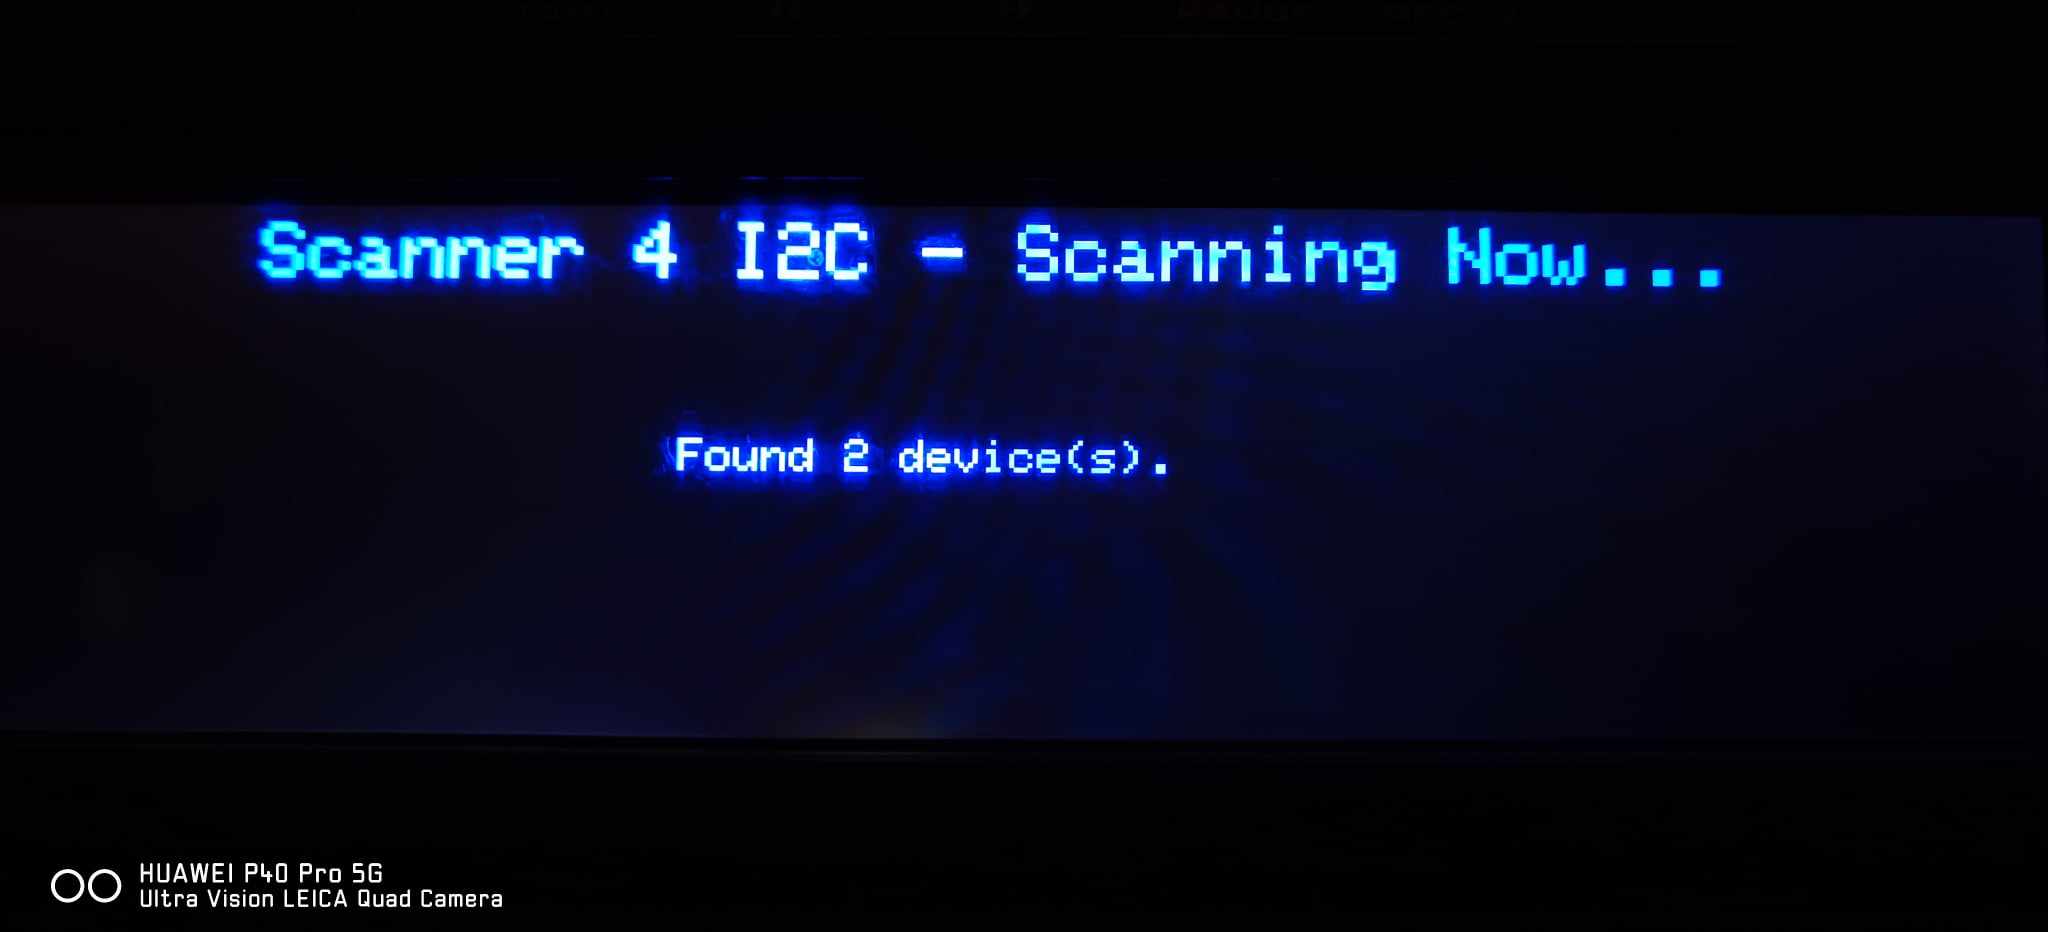 Scanner 4 I2C - Scanning Now...
Found 2 device(s).
HUAWEI P40 Pro 5G
Ultra Vision LEICA Quad Camera